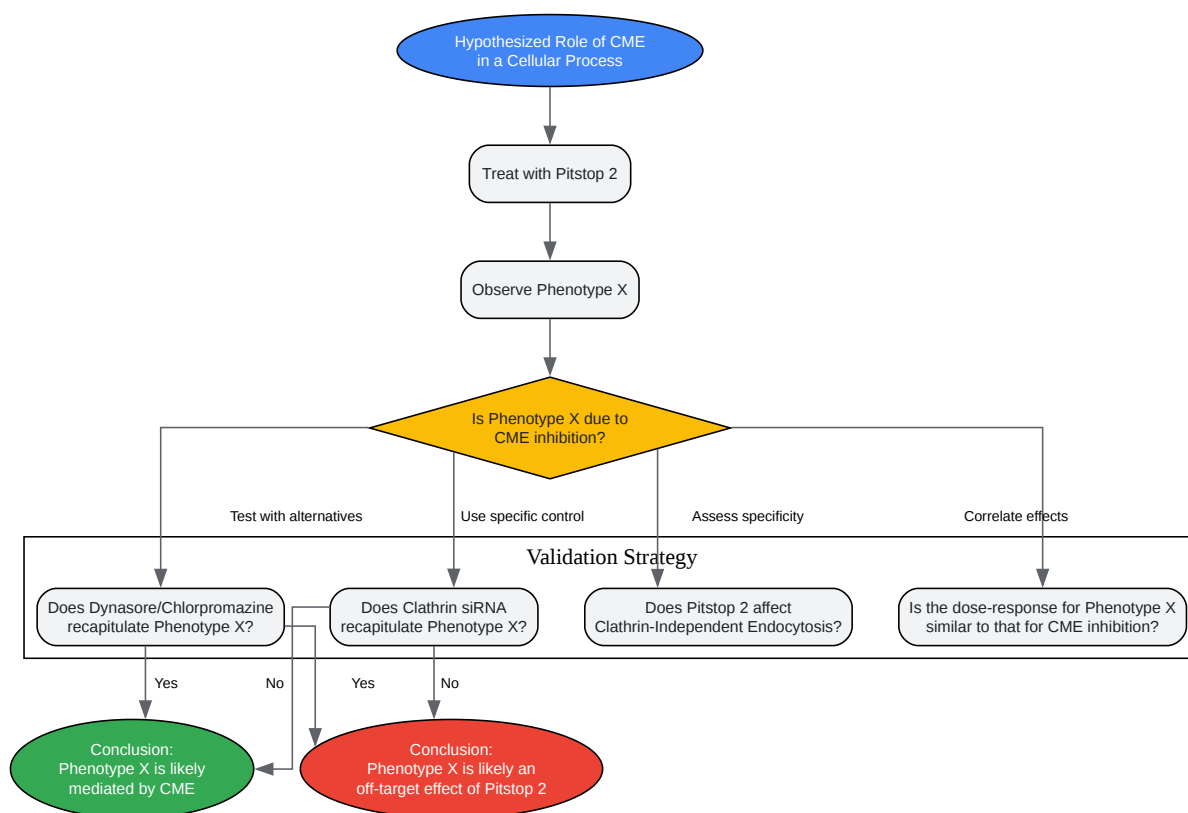 Hypothesized Role of CME
in a Cellular Process
Treat with Pitstop 2
Observe Phenotype X
Is Phenotype X due to
CME inhibition?
Test with alternatives
Use specific control
Assess specificity
Correlate effects
Validation Strategy
Does Dynasore/Chlorpromazine
recapitulate Phenotype X?
Does Clathrin siRNA
recapitulate Phenotype X?
Does Pitstop 2 affect
Clathrin-Independent Endocytosis?
Is the dose-response for Phenotype X
similar to that for CME inhibition?
Yes
No
Yes
No
Conclusion:
Phenotype X is likely
mediated by CME
Conclusion:
Phenotype X is likely an
off-target effect of Pitstop 2